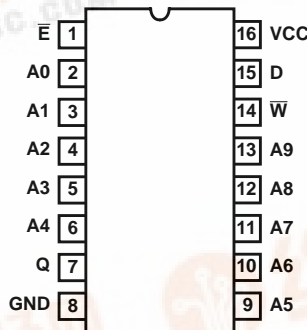 E̅ 1 16 VCC
A0 2 15 D
A1 3 14 W̅
A2 4 13 A9
A3 5 12 A8
A4 6 11 A7
Q 7 10 A6
GND 8 9 A5